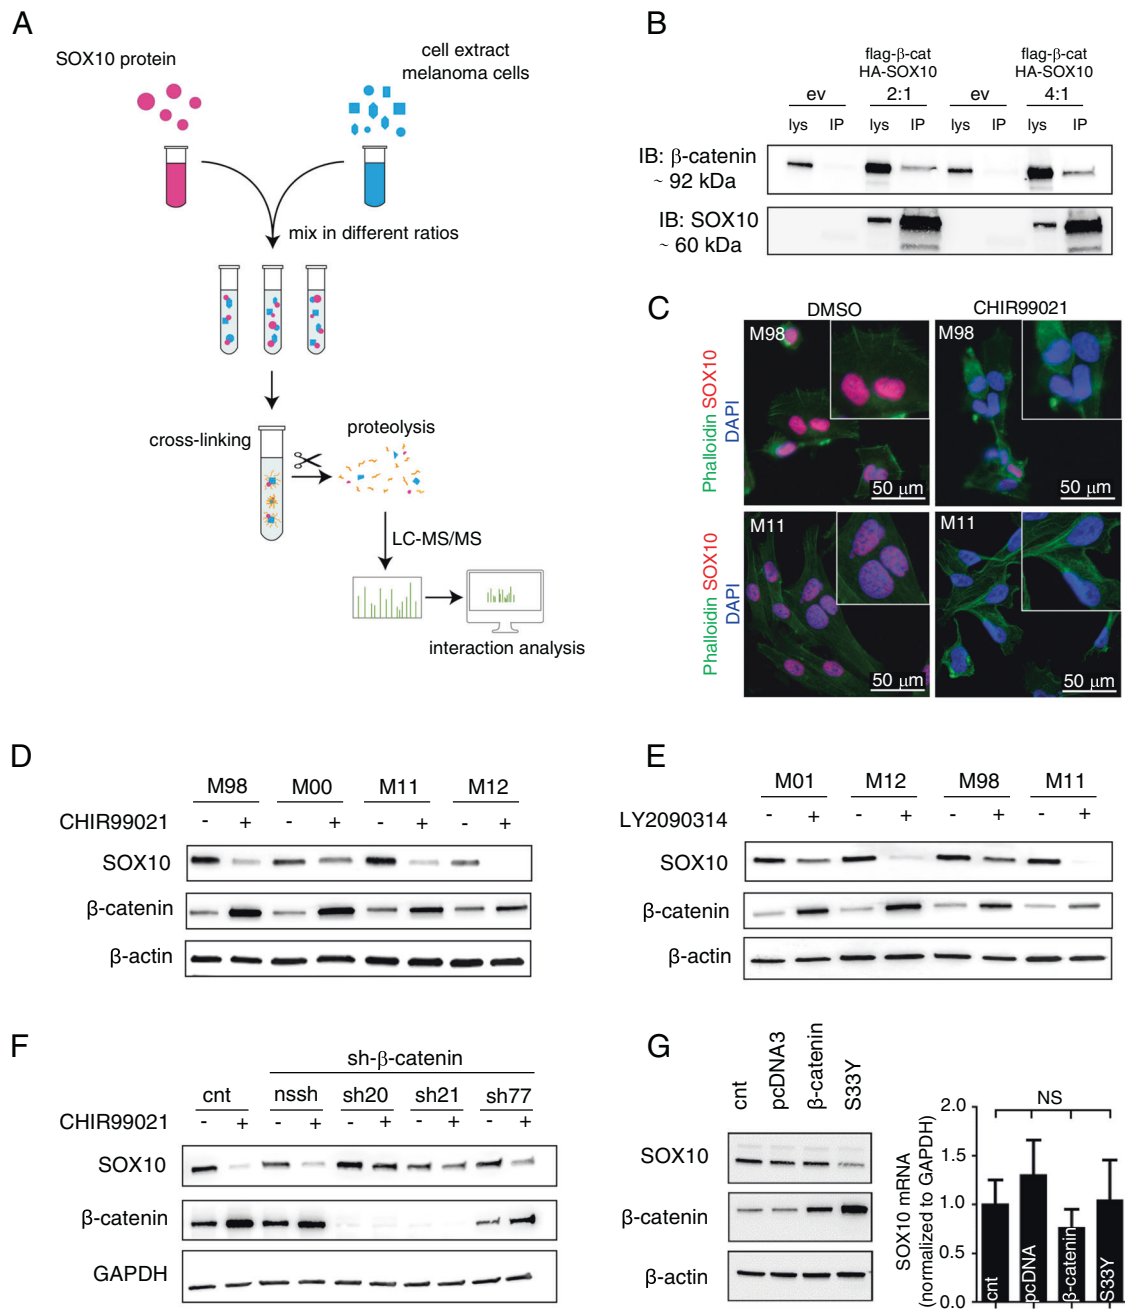 A
SOX10 protein
cell extract
melanoma cells
mix in different ratios
cross-linking
proteolysis
LC-MS/MS
interaction analysis
B
flag-β-cat
HA-SOX10
flag-β-cat
HA-SOX10
ev
2:1
ev
4:1
lys
IP
lys
IP
lys
IP
lys
IP
IB: β-catenin
~ 92 kDa
IB: SOX10
~ 60 kDa
C
DMSO
CHIR99021
Phalloidin SOX10
DAPI
M98
50 μm
M98
50 μm
Phalloidin SOX10
DAPI
M11
50 μm
M11
50 μm
D
M98
M00
M11
M12
CHIR99021
- + - + - + - +
SOX10
β-catenin
β-actin
E
M01
M12
M98
M11
LY2090314
- + - + - + - +
SOX10
β-catenin
β-actin
F
sh-β-catenin
cnt
nssh
sh20
sh21
sh77
CHIR99021
- + - + - + - + - +
SOX10
β-catenin
GAPDH
G
cnt
pcDNA3
β-catenin
S33Y
SOX10
β-catenin
β-actin
SOX10 mRNA
(normalized to GAPDH)
2.0
1.5
1.0
0.5
0.0
NS
cnt
pcDNA
β-catenin
S33Y